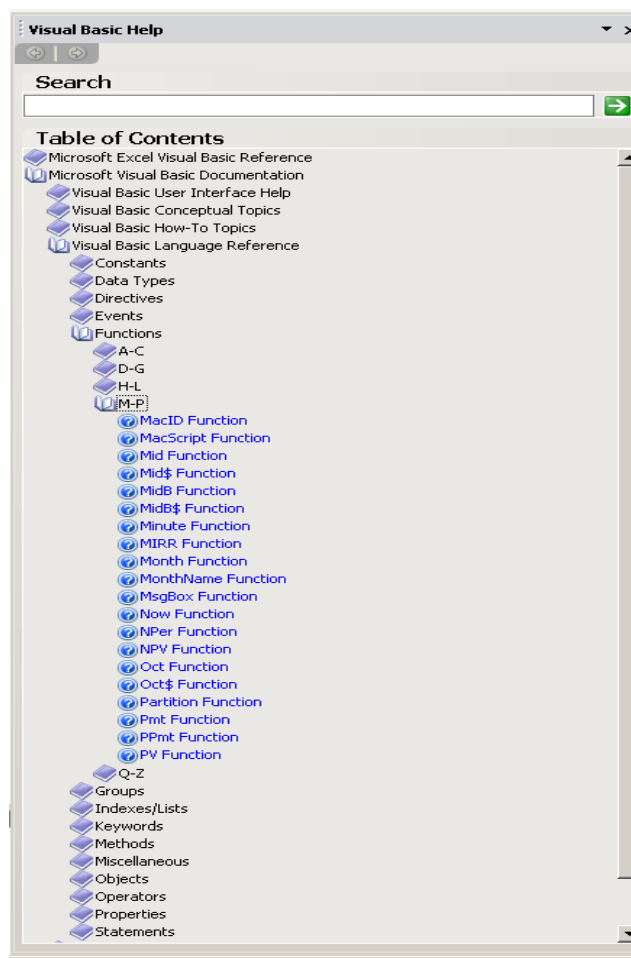 Visual Basic Help
Search
Table of Contents
Microsoft Excel Visual Basic Reference
Microsoft Visual Basic Documentation
Visual Basic User Interface Help
Visual Basic Conceptual Topics
Visual Basic How-To Topics
Visual Basic Language Reference
Constants
Data Types
Directives
Events
Functions
A-C
D-G
H-L
M-P
MacID Function
MacScript Function
Mid Function
Mid$ Function
MidB Function
MidB$ Function
Minute Function
MIRR Function
Month Function
MonthName Function
MsgBox Function
Now Function
NPer Function
NPV Function
Oct Function
Oct$ Function
Partition Function
Pmt Function
PPmt Function
PV Function
Q-Z
Groups
Indexes/Lists
Keywords
Methods
Miscellaneous
Objects
Operators
Properties
Statements